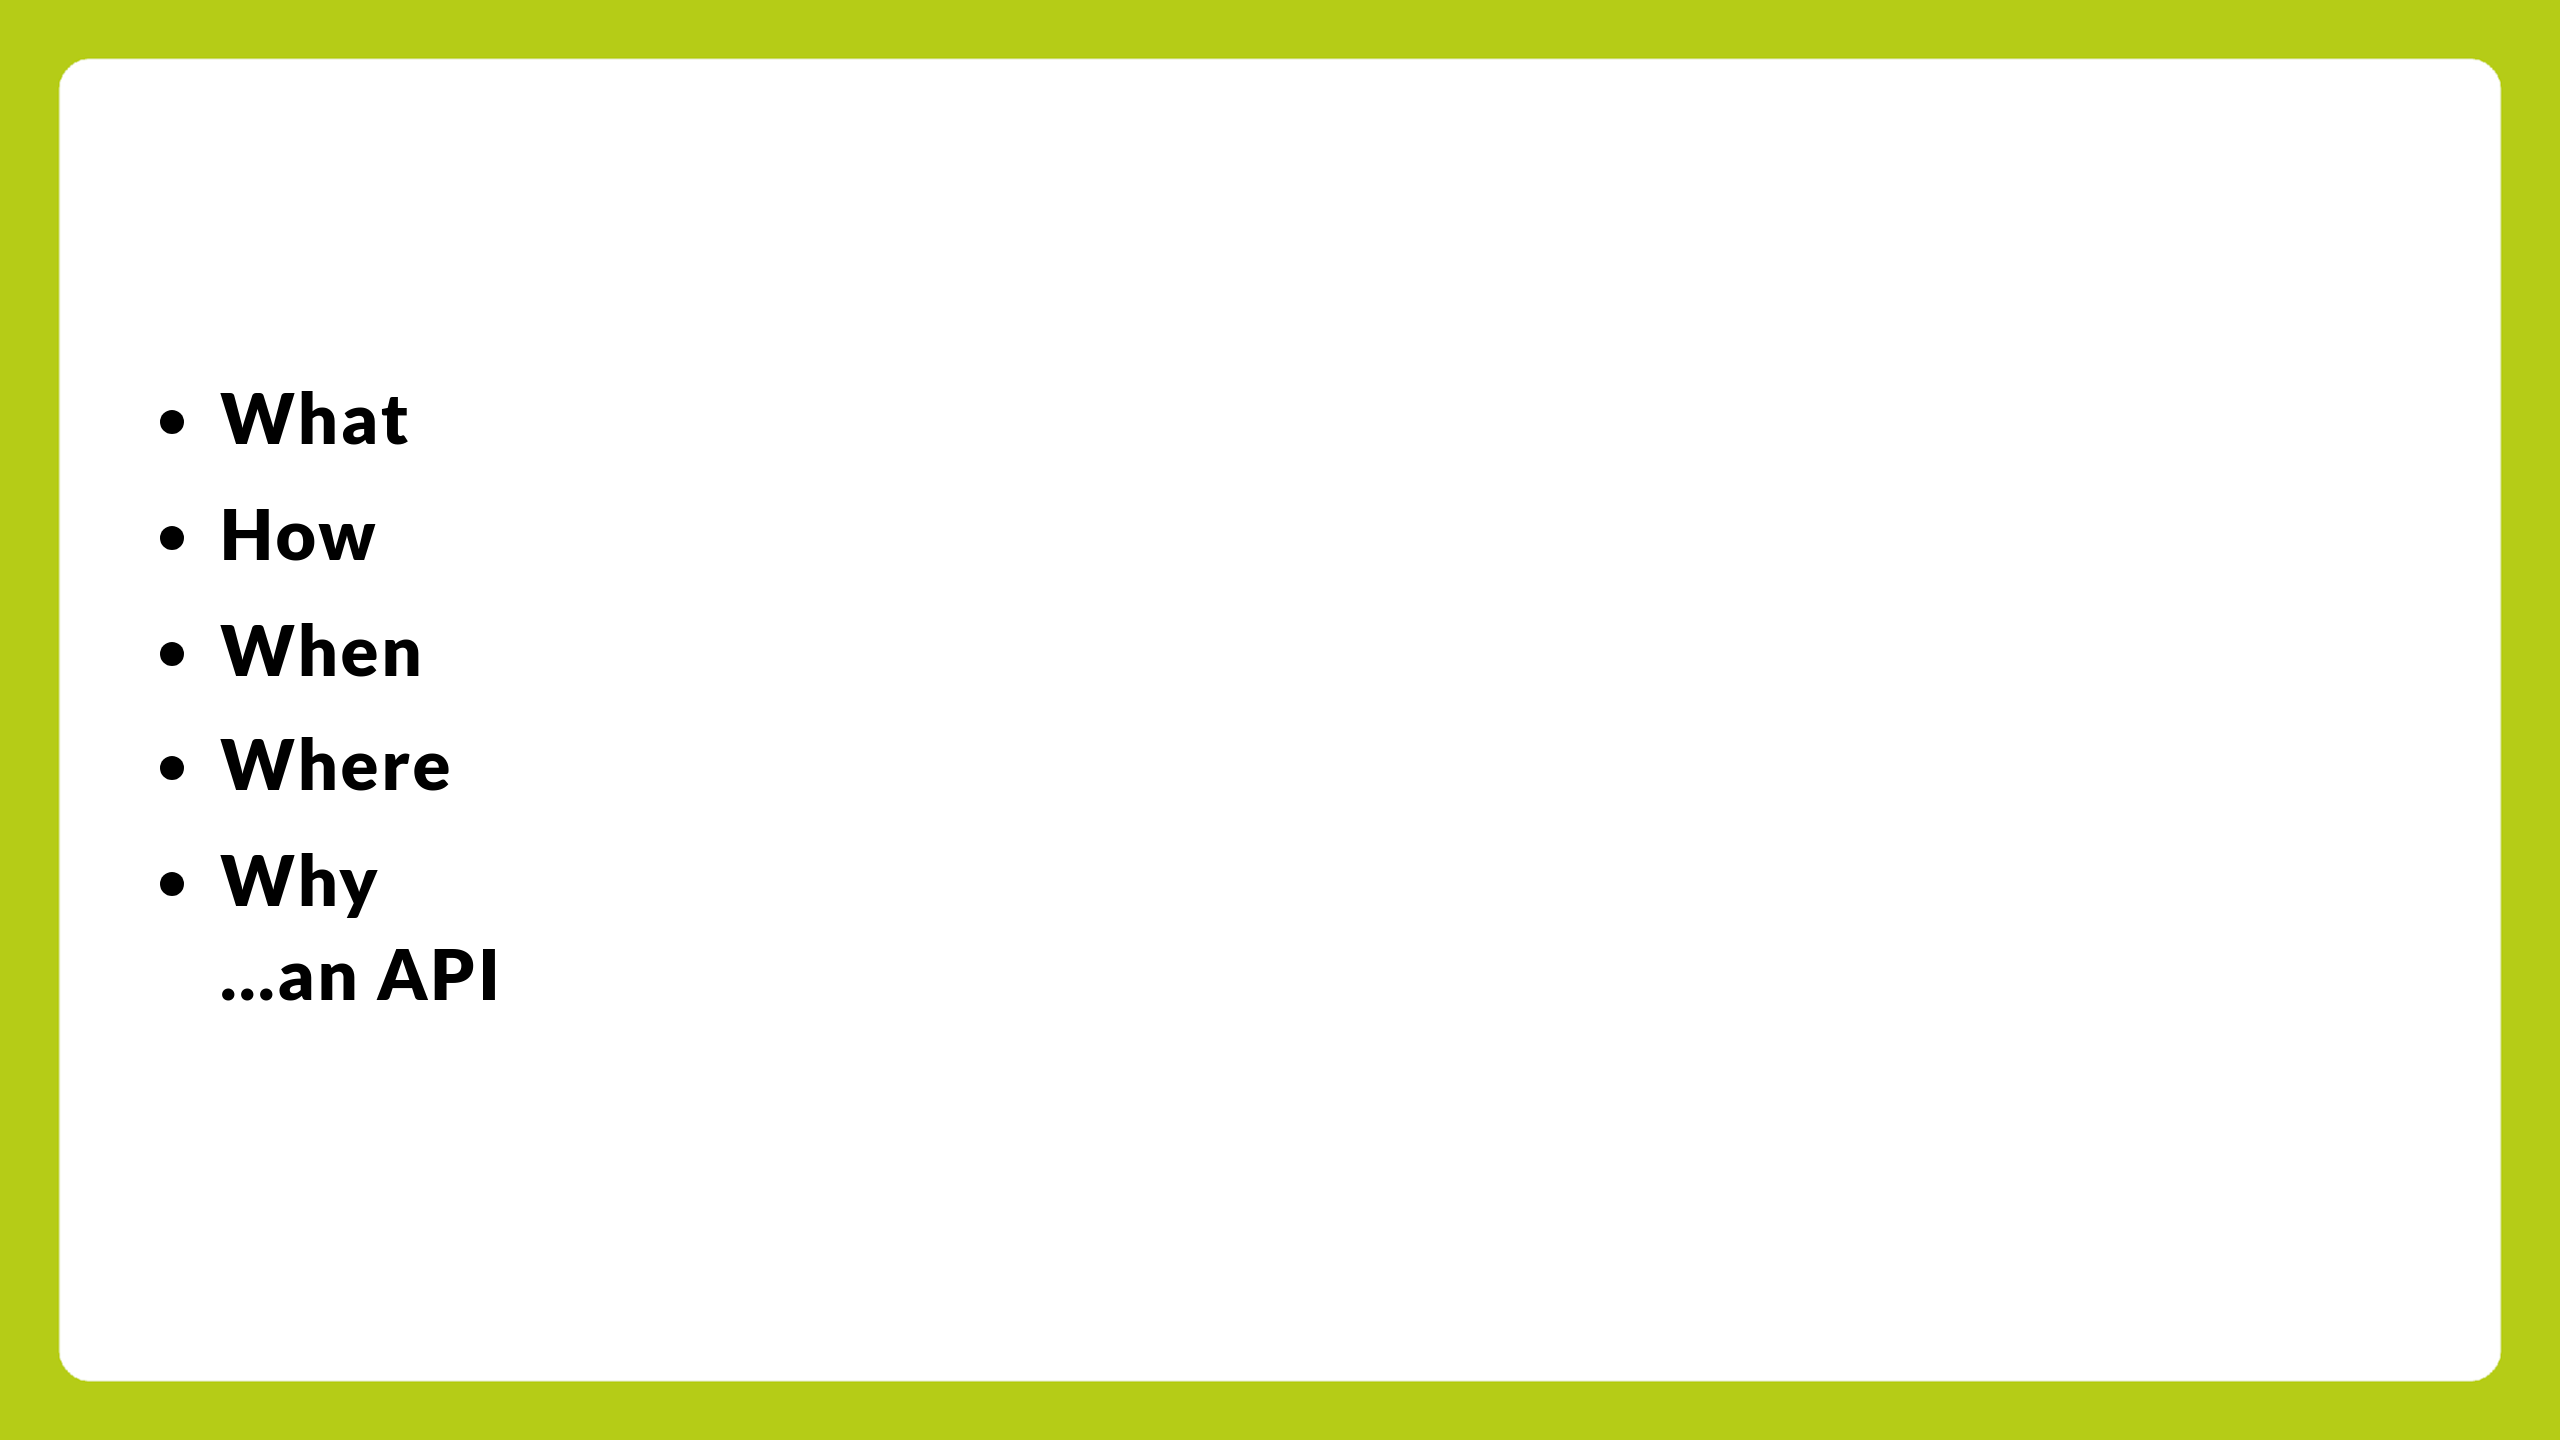 • What
• How
• When
• Where
• Why
...an API